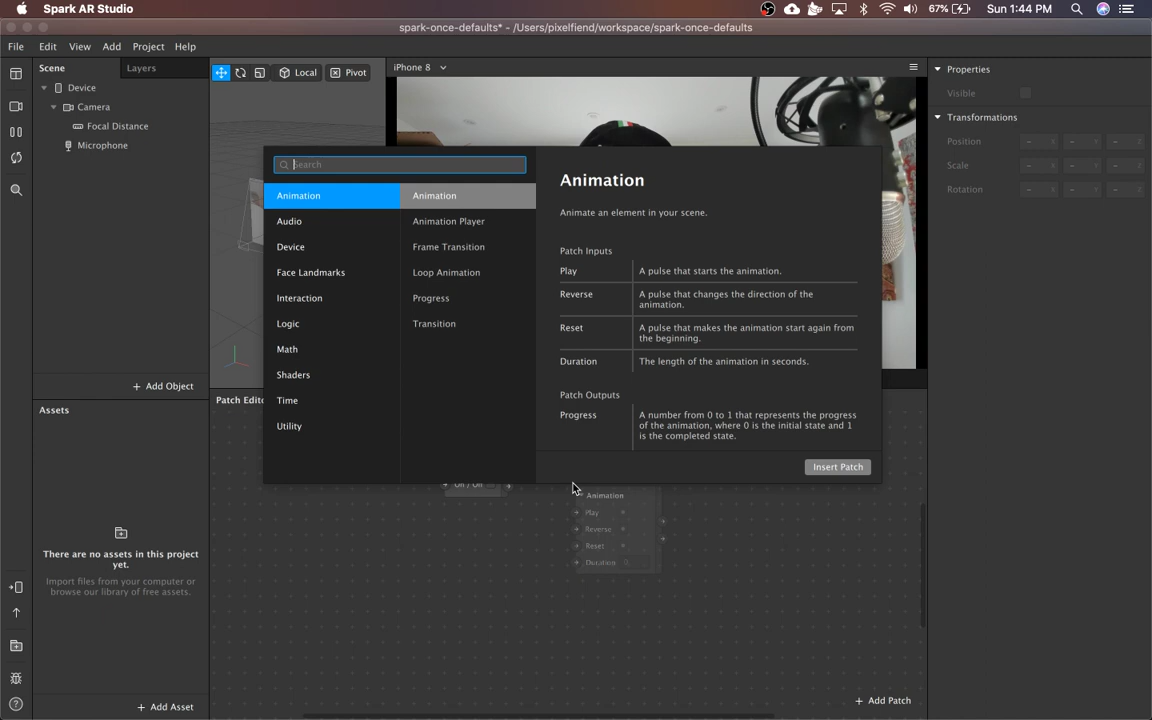 Spark AR Studio
67%
Sun 1:44 PM
spark-once-defaults* - /Users/pixelfiend/workspace/spark-once-defaults
File Edit View Add Project Help
Scene
Layers
Device
Camera
Focal Distance
Microphone
+ Add Object
Assets
There are no assets in this project yet.
Import files from your computer or browse our library of free assets.
+ Add Asset
Local
Pivot
iPhone 8
Search
Animation
Audio
Device
Face Landmarks
Interaction
Logic
Math
Shaders
Time
Utility
Animation
Animation Player
Frame Transition
Loop Animation
Progress
Transition
Animation
Animate an element in your scene.
Patch Inputs
Play
A pulse that starts the animation.
Reverse
A pulse that changes the direction of the
animation.
Reset
A pulse that makes the animation start again from
the beginning.
Duration
The length of the animation in seconds.
Patch Outputs
Progress
A number from 0 to 1 that represents the progress
of the animation, where 0 is the initial state and 1
is the completed state.
Insert Patch
Patch Edito
On / Off
Animation
Play
Reverse
Reset
Duration
+ Add Patch
Properties
Visible
Transformations
Position
– X – Y – Z
Scale
– X – Y – Z
Rotation
– X – Y – Z